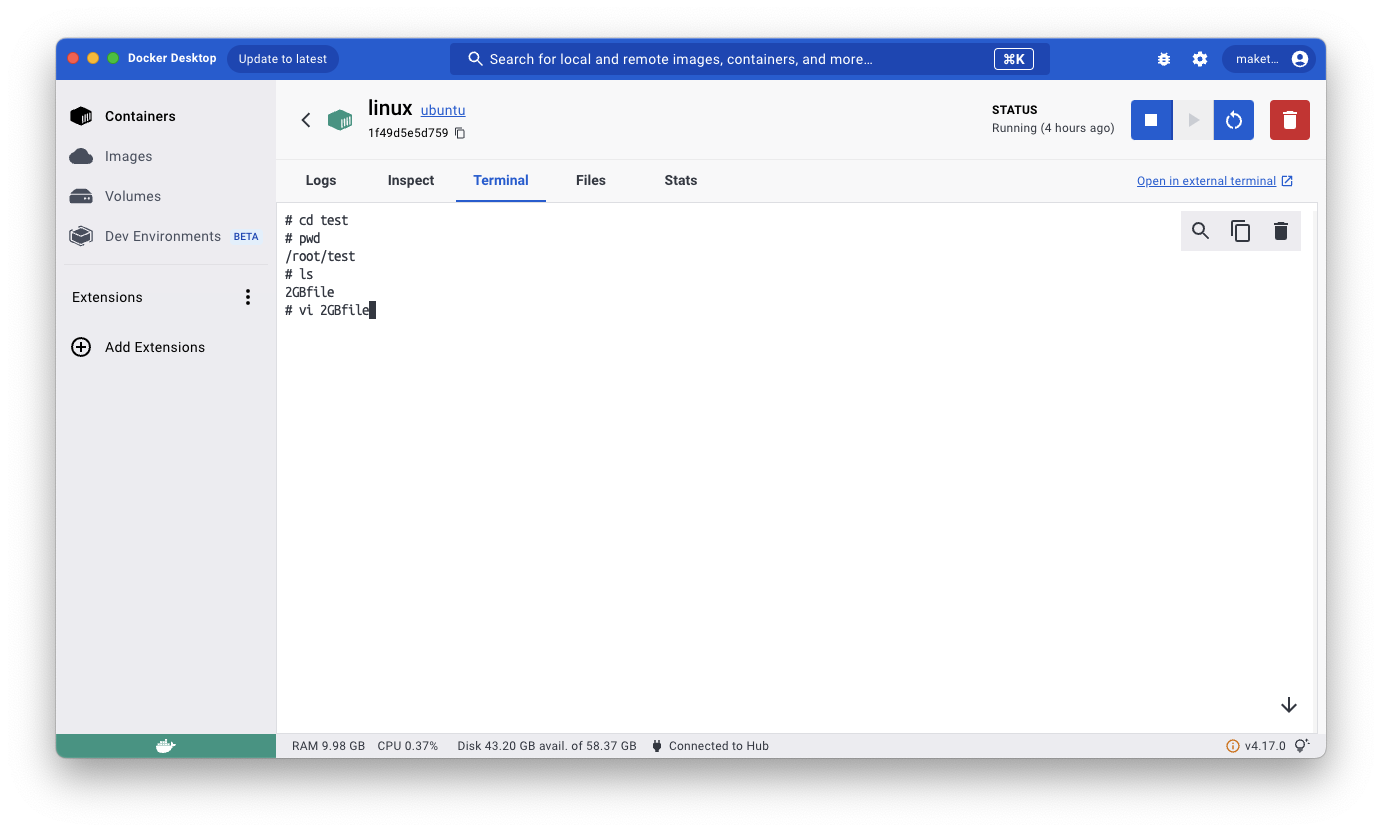 Docker Desktop
Update to latest
Search for local and remote images, containers, and more...
⌘K
maket...
Containers
Images
Volumes
Dev Environments BETA
Extensions
Add Extensions
linux ubuntu
1f49d5e5d759
STATUS
Running (4 hours ago)
Logs Inspect Terminal Files Stats
Open in external terminal
# cd test
# pwd
/root/test
# ls
2GBfile
# vi 2GBfile
RAM 9.98 GB CPU 0.37% Disk 43.20 GB avail. of 58.37 GB Connected to Hub
v4.17.0